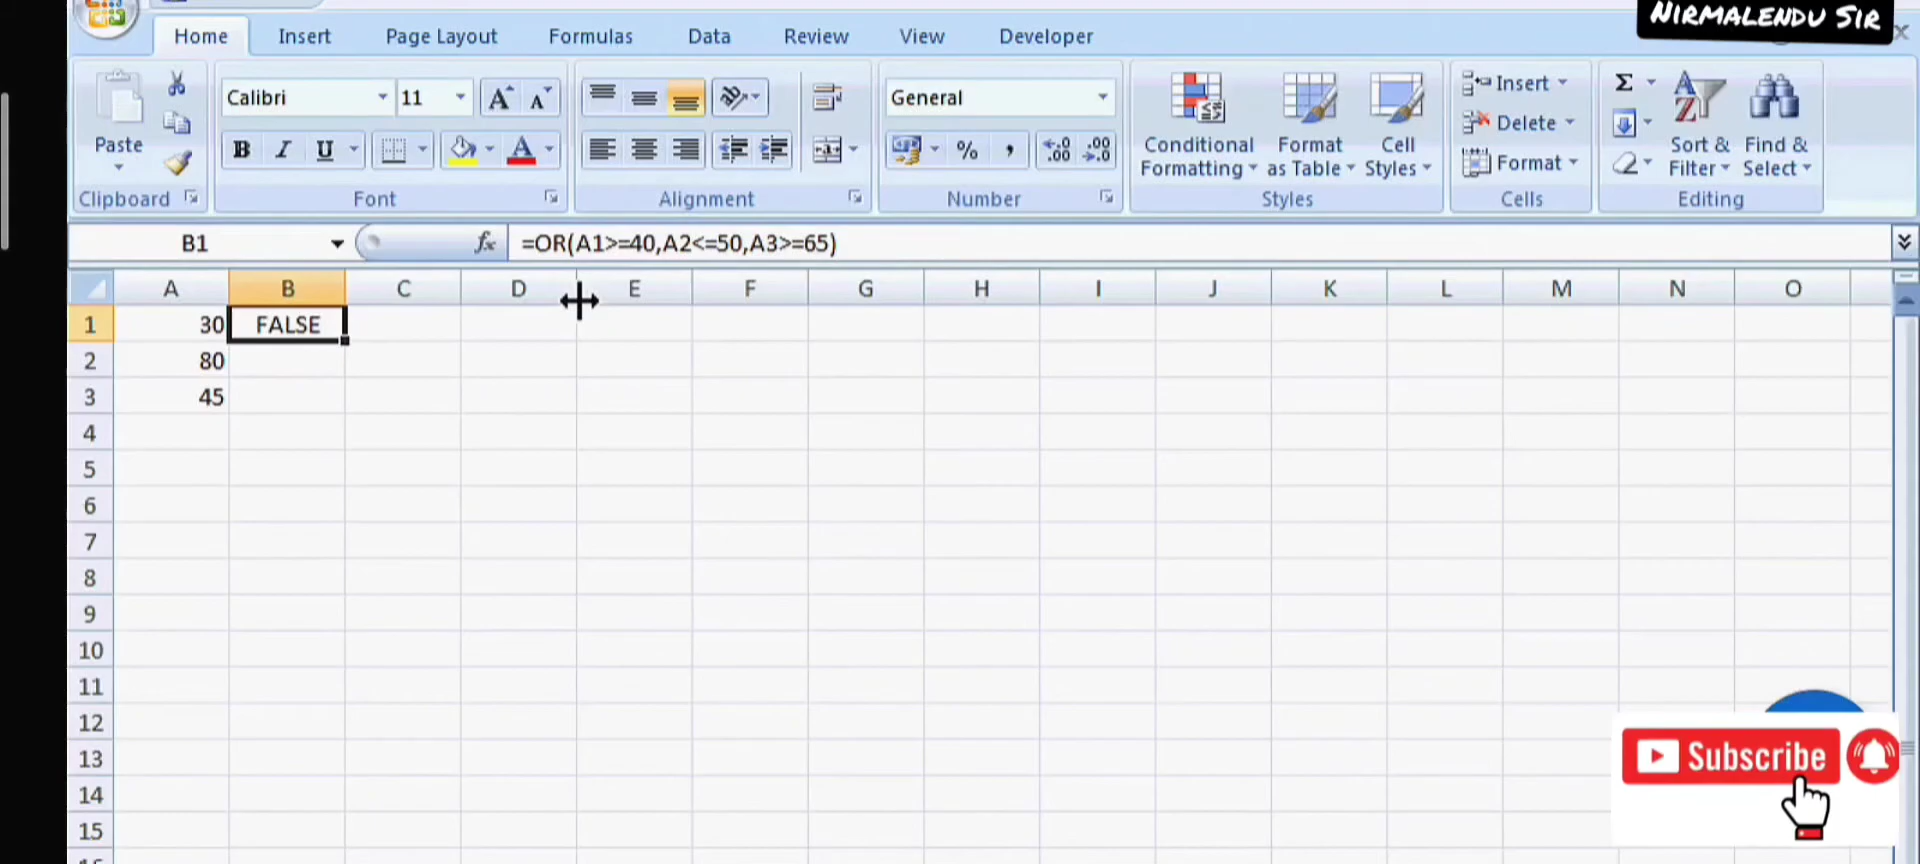 NIRMALENDU SIR
Home Insert Page Layout Formulas Data Review View Developer
Calibri 11 A A General Insert
Paste Conditional Format Cell Delete Sort & Find &
B I U A % , .00 .00 Formatting as Table Styles Format Filter Select
Clipboard Font Alignment Number Styles Cells Editing
B1 fx =OR(A1>=40,A2<=50,A3>=65)
A B C D E F G H I J K L M N O
1 30 FALSE
2 80
3 45
4
5
6
7
8
9
10
11
12
13 Subscribe
14
15